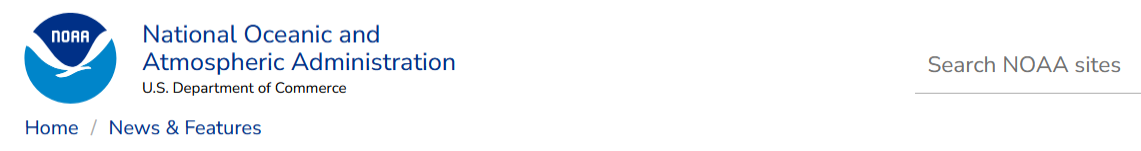 NOAA
National Oceanic and
Atmospheric Administration
U.S. Department of Commerce
Search NOAA sites
Home / News & Features